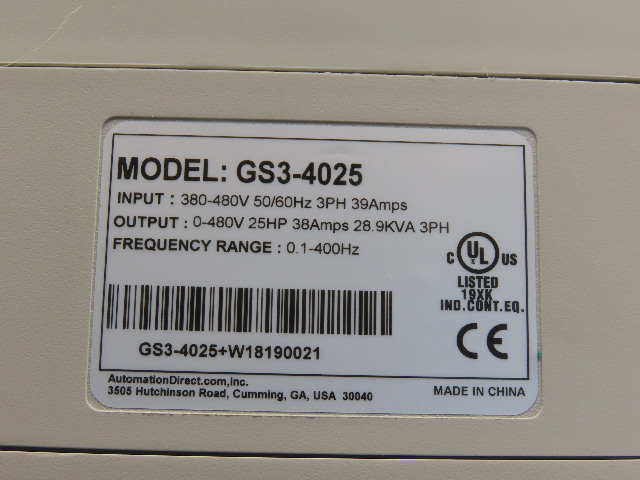 MODEL: GS3-4025
INPUT : 380-480V 50/60Hz 3PH 39Amps
OUTPUT : 0-480V 25HP 38Amps 28.9KVA 3PH
FREQUENCY RANGE : 0.1-400Hz
C UL US
LISTED
19XK
IND.CONT.EQ.
GS3-4025+W18190021
CE
AutomationDirect.com,Inc.
3505 Hutchinson Road, Cumming, GA, USA 30040
MADE IN CHINA